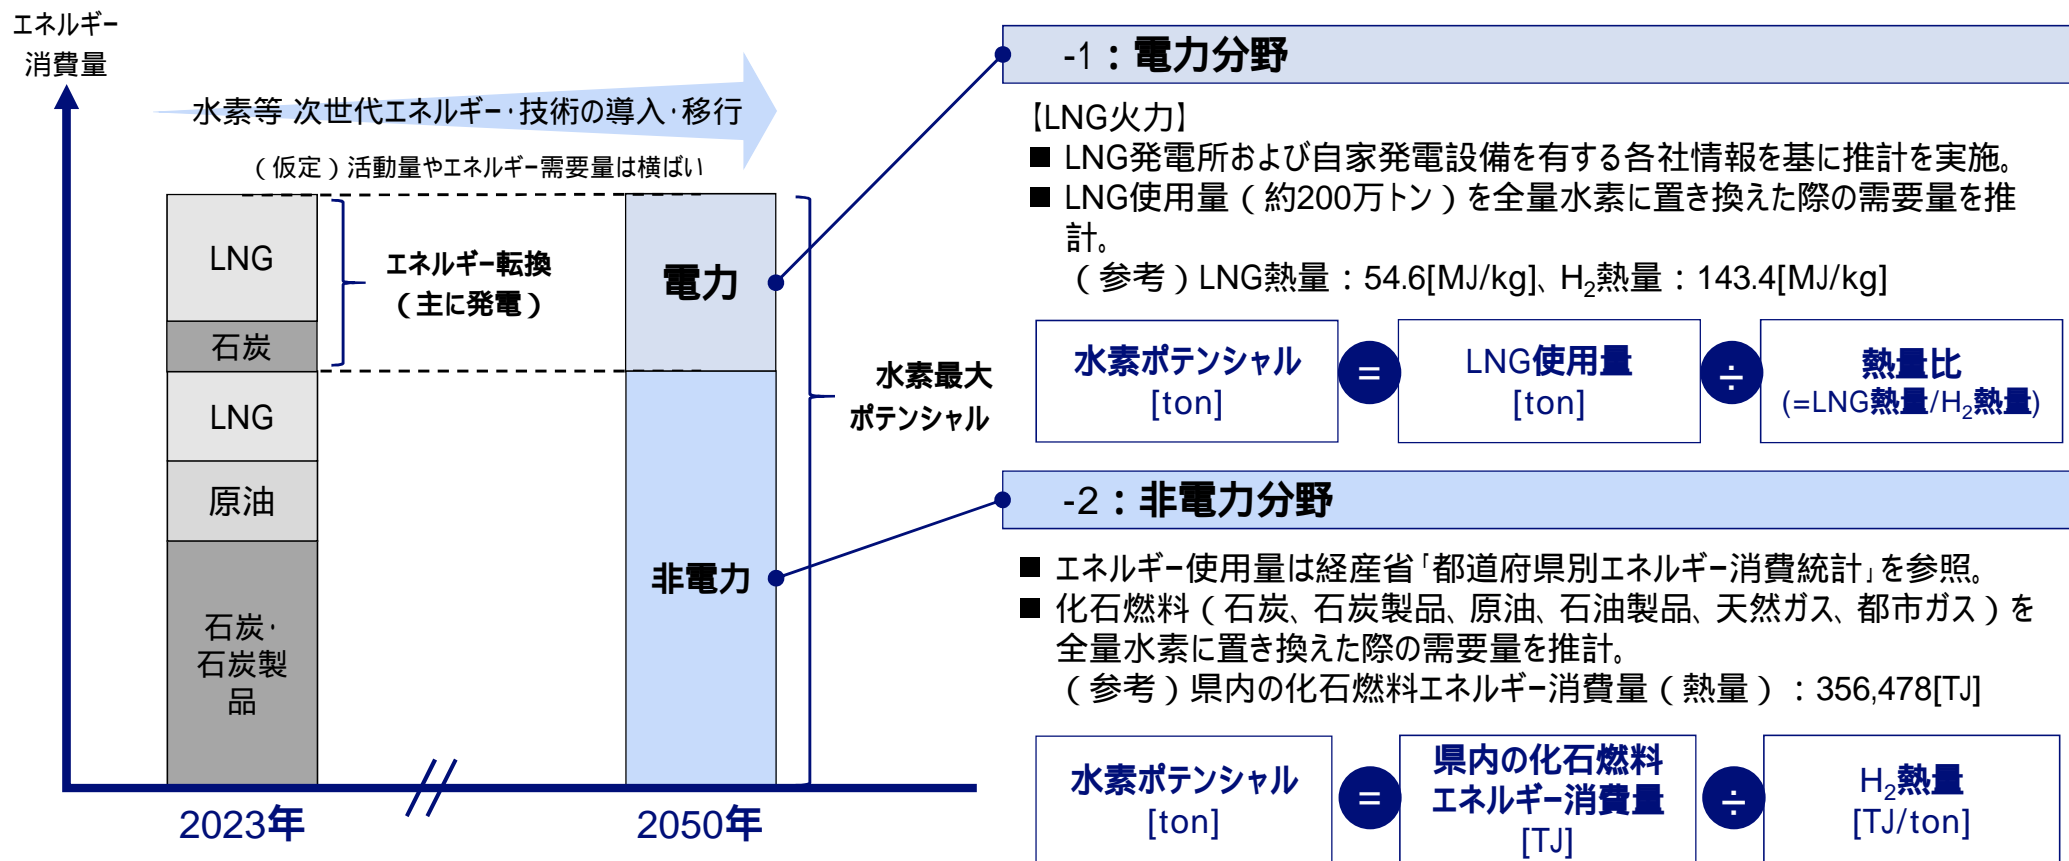 エネルギー
消費量
水素等 次世代エネルギー・技術の導入・移行
（仮定）活動量やエネルギー需要量は横ばい
LNG
石炭
LNG
原油
石炭・
石炭製
品
エネルギー転換
（主に発電）
電力
非電力
水素最大
ポテンシャル
2023年
2050年
-1：電力分野
【LNG火力】
■ LNG発電所および自家発電設備を有する各社情報を基に推計を実施。
■ LNG使用量（約200万トン）を全量水素に置き換えた際の需要量を推
計。
（参考）LNG熱量：54.6[MJ/kg]、H₂熱量：143.4[MJ/kg]
水素ポテンシャル
[ton]
=
LNG使用量
[ton]
÷
熱量比
(=LNG熱量/H₂熱量)
-2：非電力分野
■ エネルギー使用量は経産省「都道府県別エネルギー消費統計」を参照。
■ 化石燃料（石炭、石炭製品、原油、石油製品、天然ガス、都市ガス）を
全量水素に置き換えた際の需要量を推計。
（参考）県内の化石燃料エネルギー消費量（熱量）：356,478[TJ]
水素ポテンシャル
[ton]
=
県内の化石燃料
エネルギー消費量
[TJ]
÷
H₂熱量
[TJ/ton]